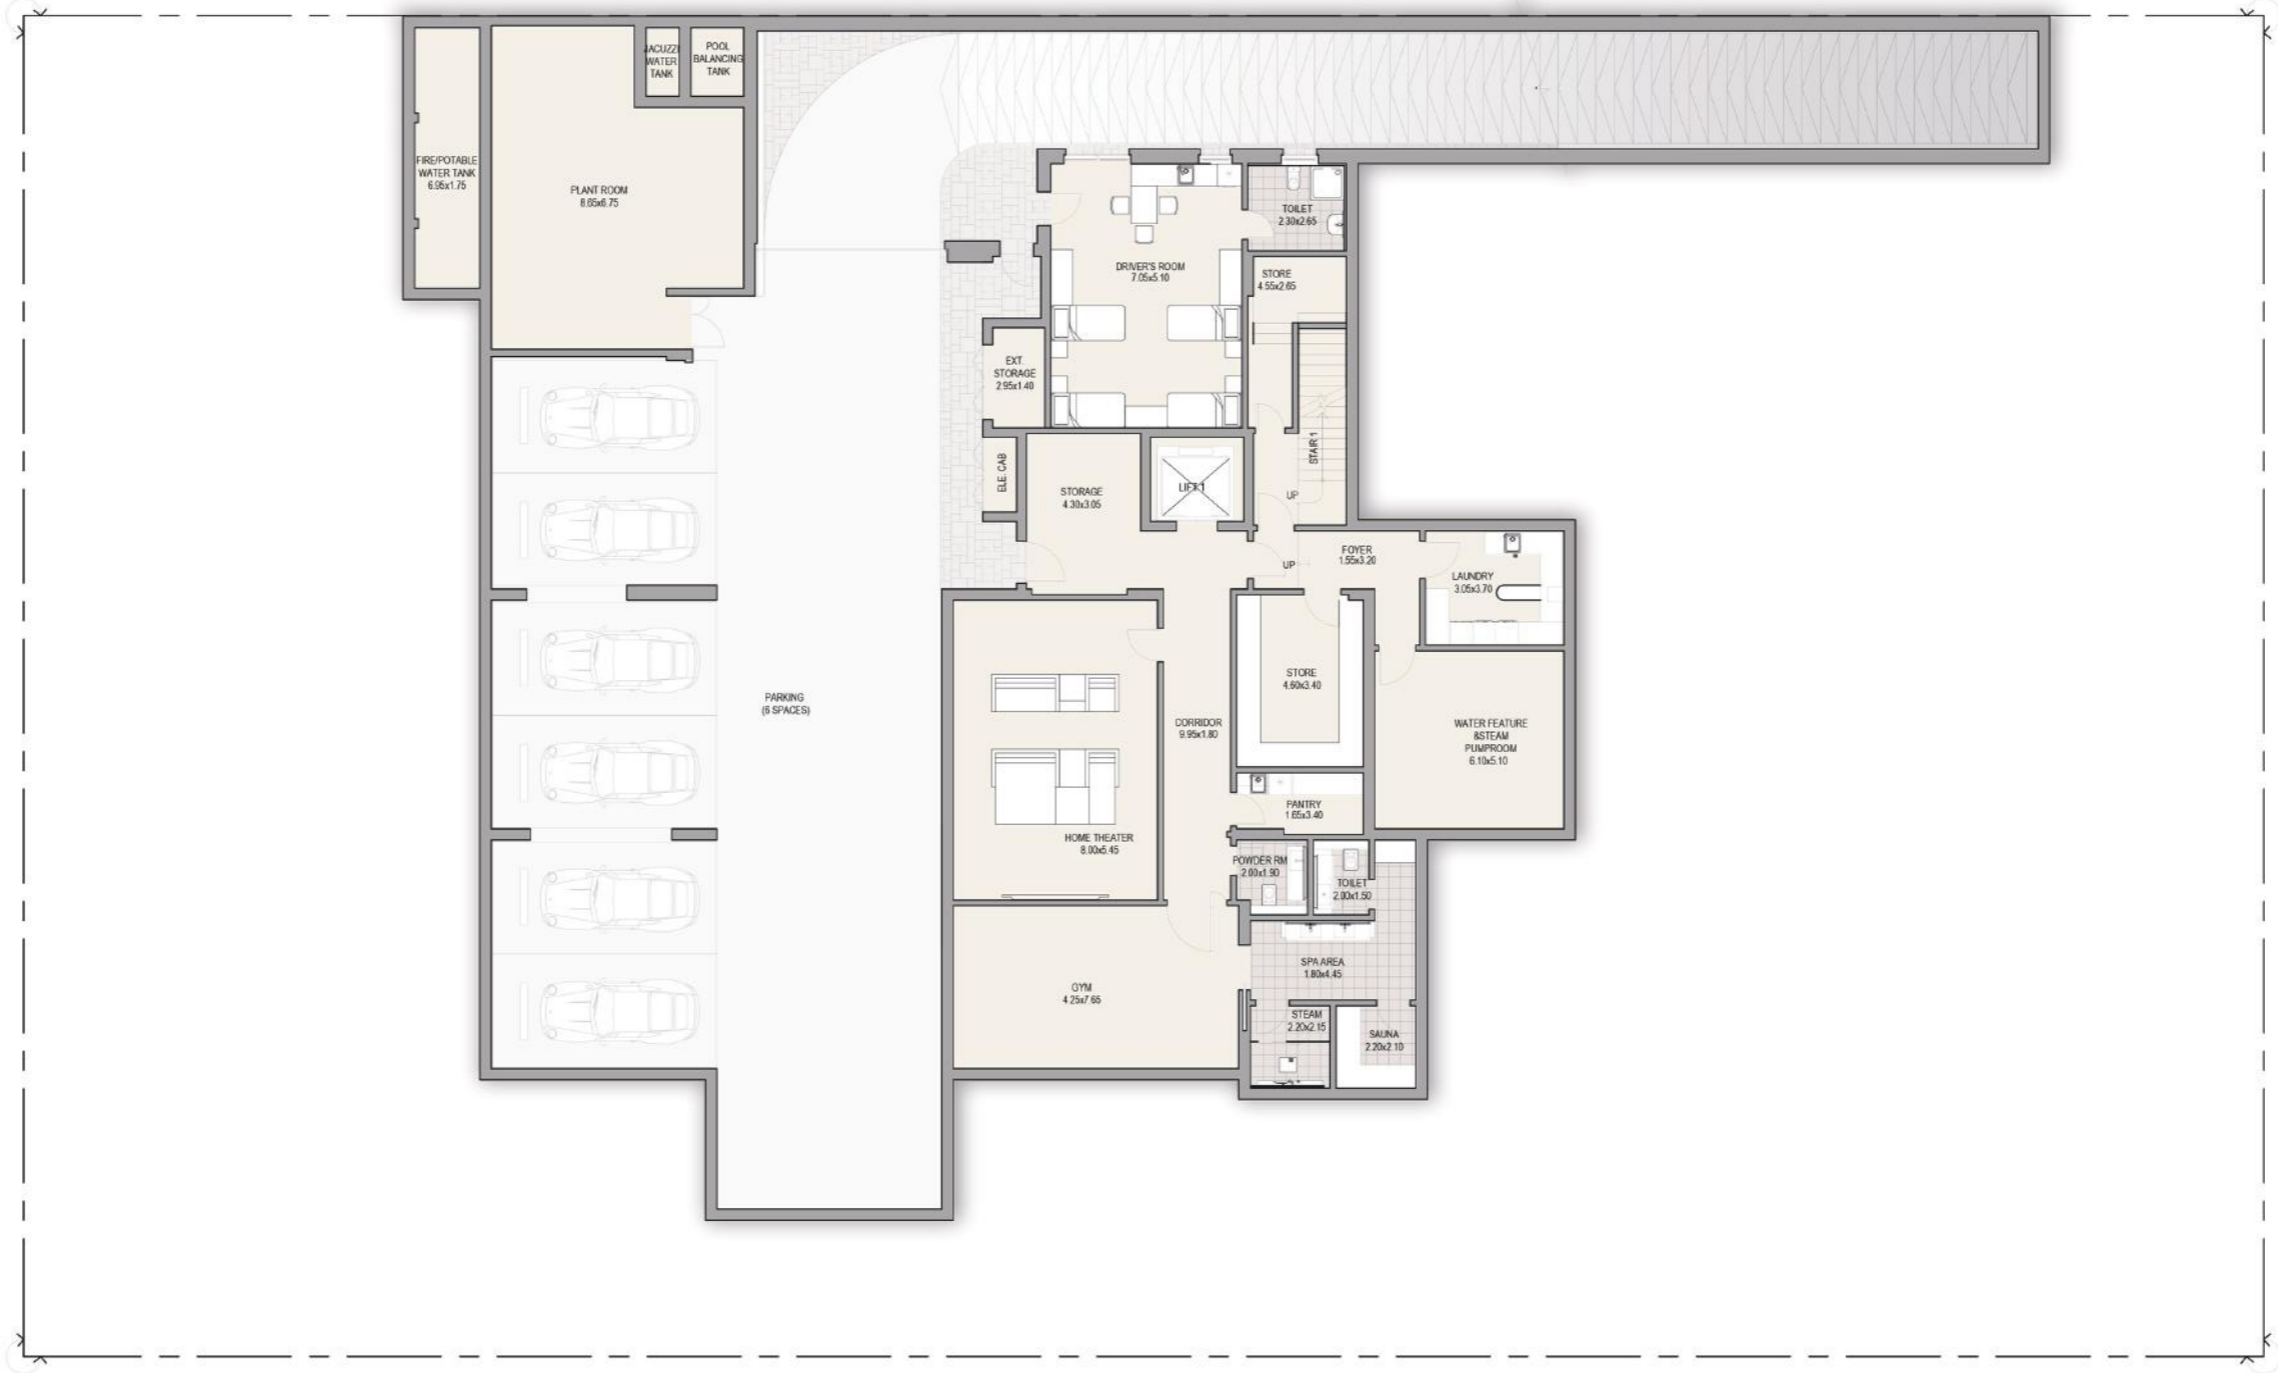 JACUZZI
WATER
TANK
POOL
BALANCING
TANK
FIRE/POTABLE
WATER TANK
6.95x1.75
PLANT ROOM
8.65x6.75
TOILET
2.30x2.65
DRIVER'S ROOM
7.05x5.10
STORE
4.55x2.65
EXT.
STORAGE
2.95x1.40
ELE. CAB
STORAGE
4.30x3.05
LIFT 1
STAIR 1
UP
UP
FOYER
1.55x3.20
LAUNDRY
3.05x3.70
STORE
4.60x3.40
PARKING
(6 SPACES)
CORRIDOR
9.95x1.80
WATER FEATURE
&STEAM
PUMPROOM
6.10x5.10
PANTRY
1.65x3.40
HOME THEATER
8.00x5.45
POWDER RM
2.00x1.90
TOILET
2.00x1.50
SPA AREA
1.80x4.45
GYM
4.25x7.65
STEAM
2.20x2.15
SAUNA
2.20x2.10